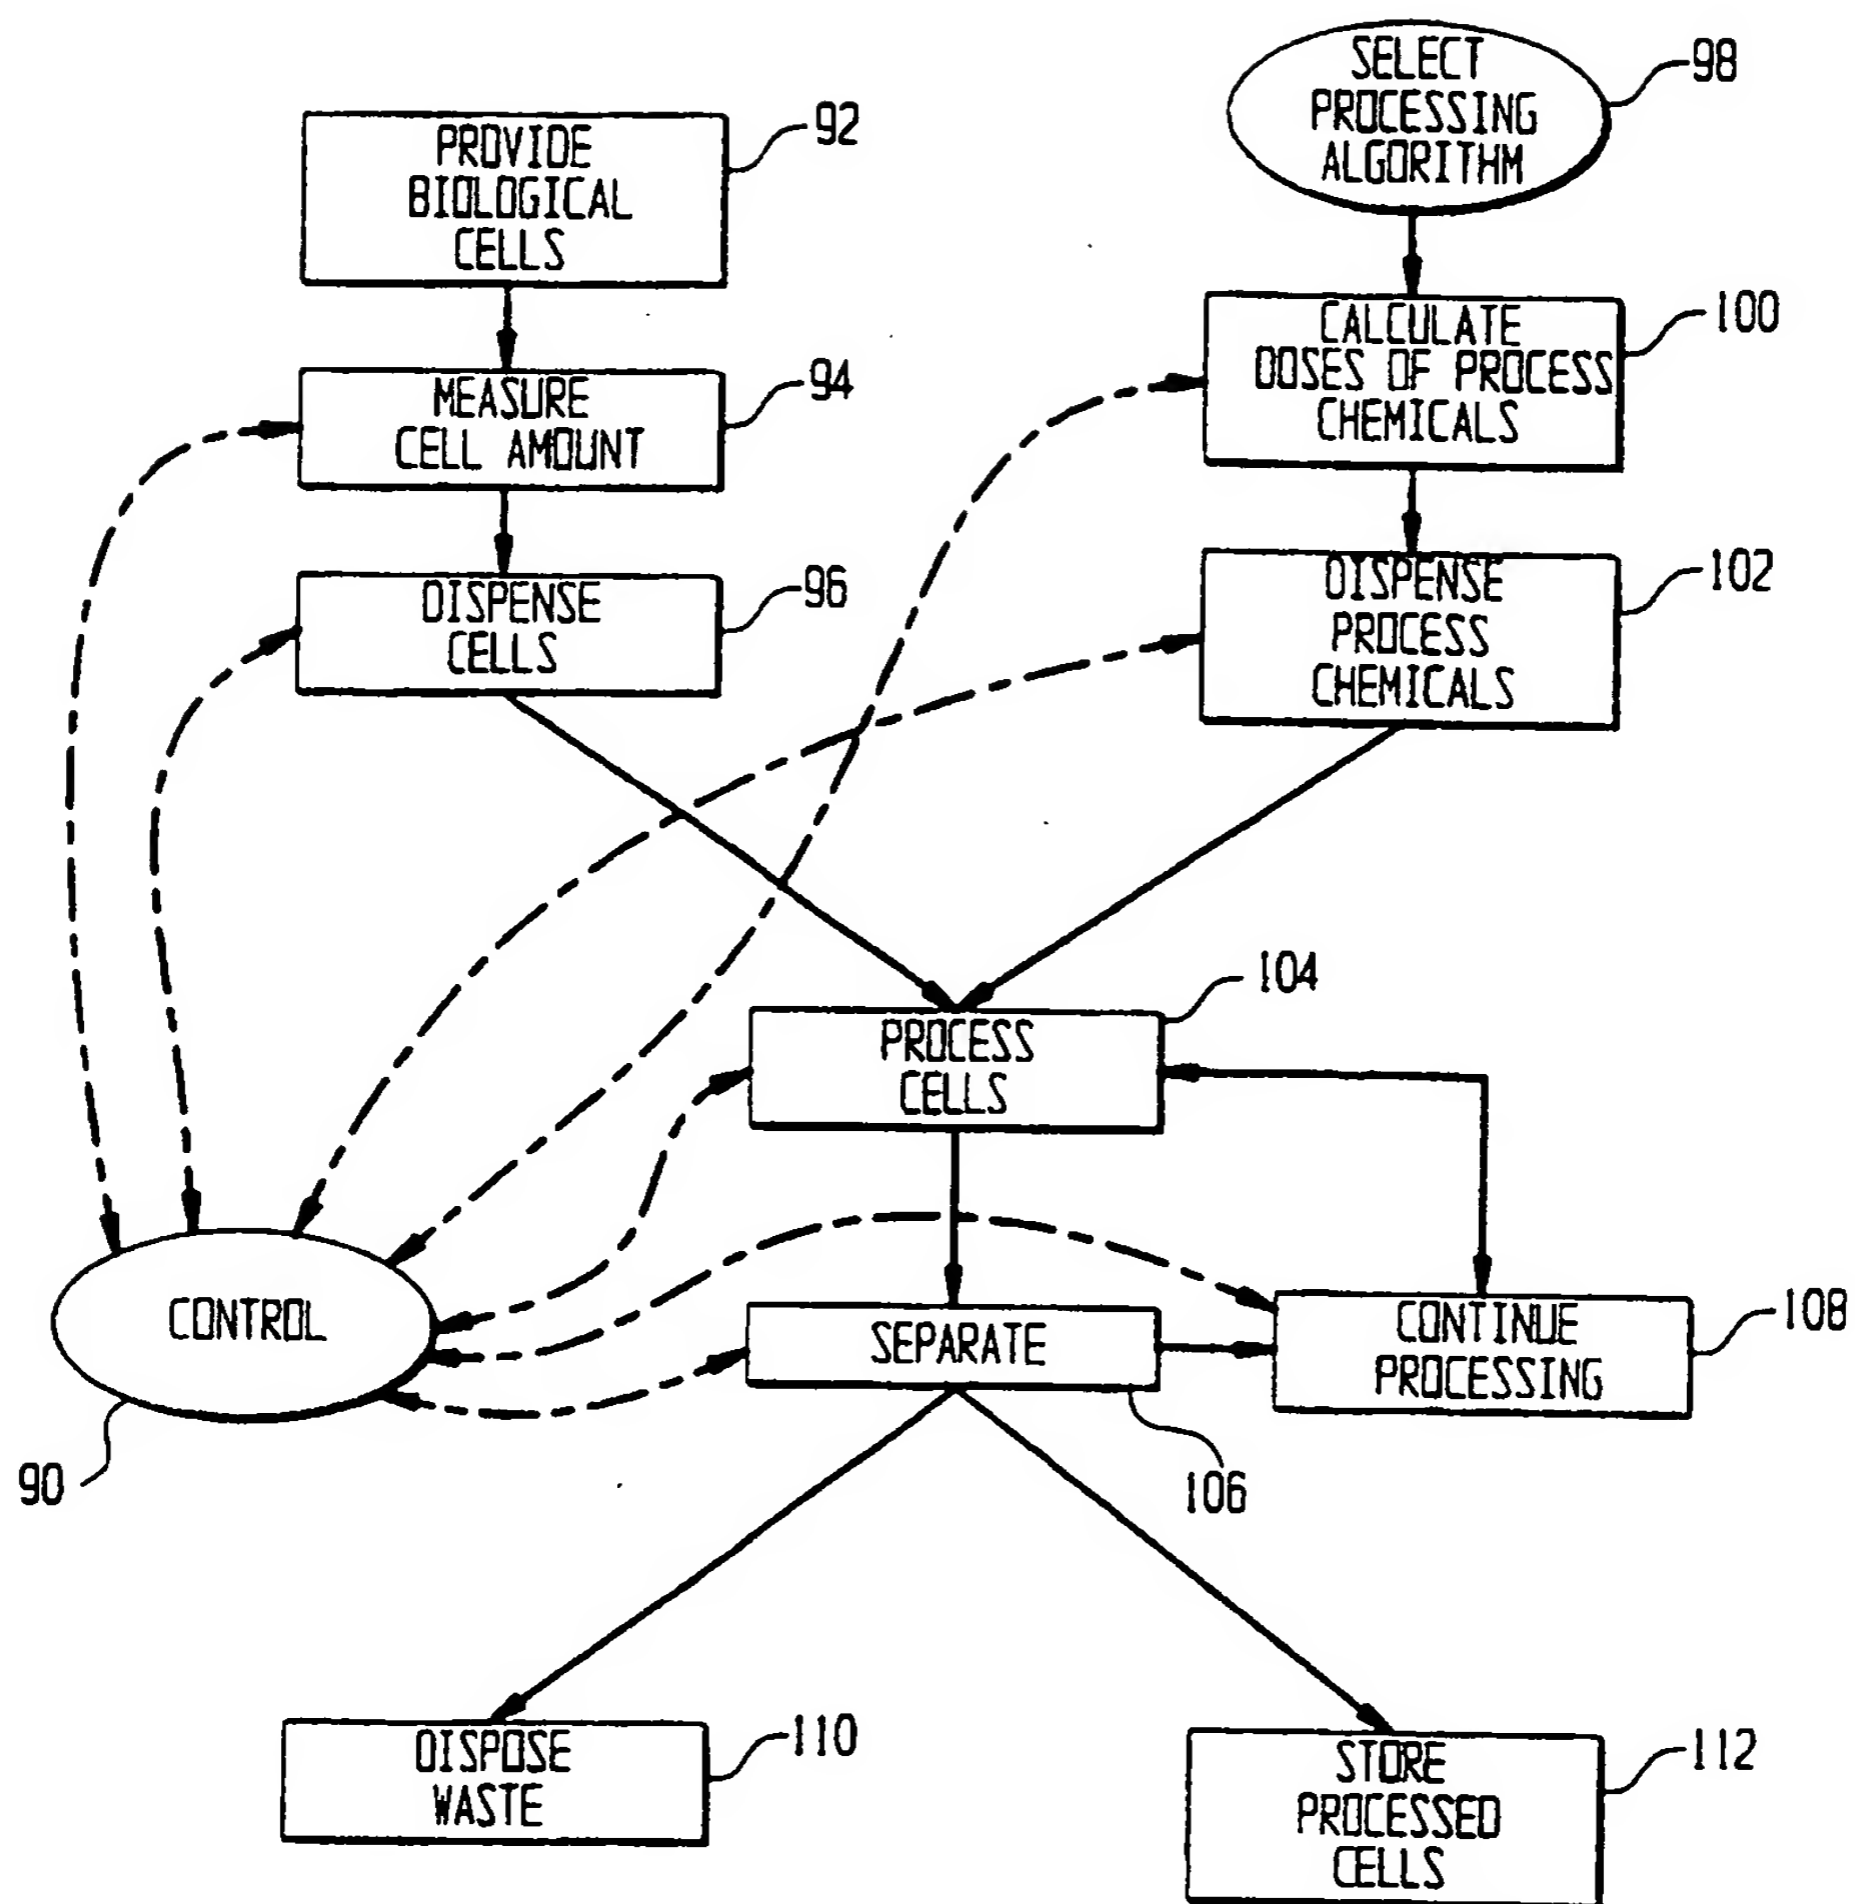 SELECT
PROCESSING
ALGORITHM
98
PROVIDE
BIOLOGICAL
CELLS
92
CALCULATE
DOSES OF PROCESS
CHEMICALS
100
MEASURE
CELL AMOUNT
94
DISPENSE
CELLS
96
DISPENSE
PROCESS
CHEMICALS
102
PROCESS
CELLS
104
CONTROL
90
SEPARATE
106
CONTINUE
PROCESSING
108
DISPOSE
WASTE
110
STORE
PROCESSED
CELLS
112